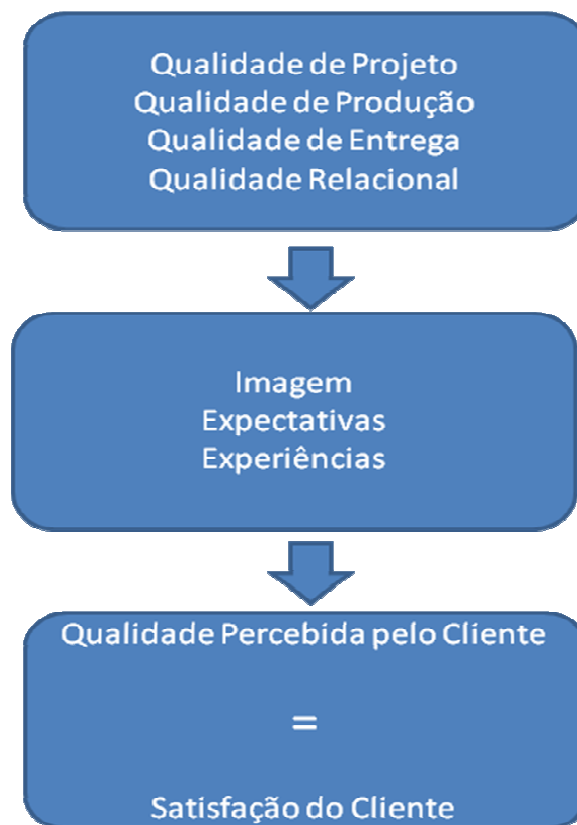 Qualidade de Projeto
Qualidade de Produção
Qualidade de Entrega
Qualidade Relacional
Imagem
Expectativas
Experiências
Qualidade Percebida pelo Cliente
=
Satisfação do Cliente